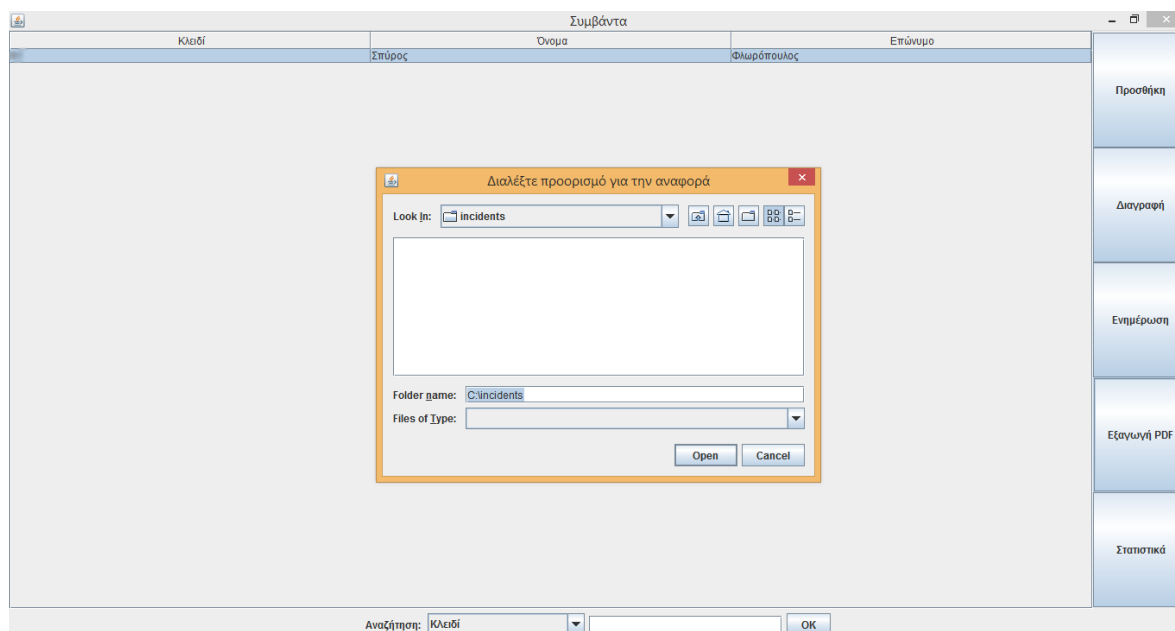 Συμβάντα
Κλειδί Όνομα Επώνυμο
Σπύρος Φλωρόπουλος
Προσθήκη
Διαγραφή
Ενημέρωση
Εξαγωγή PDF
Στατιστικά
Διαλέξτε προορισμό για την αναφορά
Look In: incidents
Folder name: C:\incidents
Files of Type:
Open Cancel
Αναζήτηση: Κλειδί OK